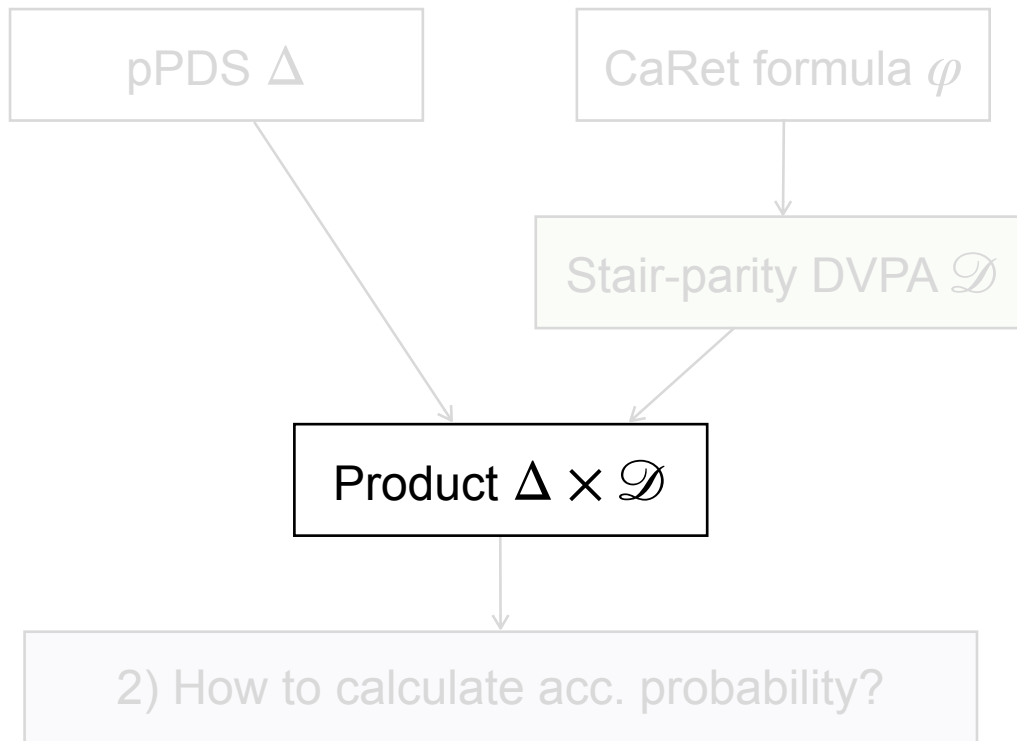 pPDS Δ
CaRet formula φ
Stair-parity DVPA 𝒟
Product Δ × 𝒟
2) How to calculate acc. probability?